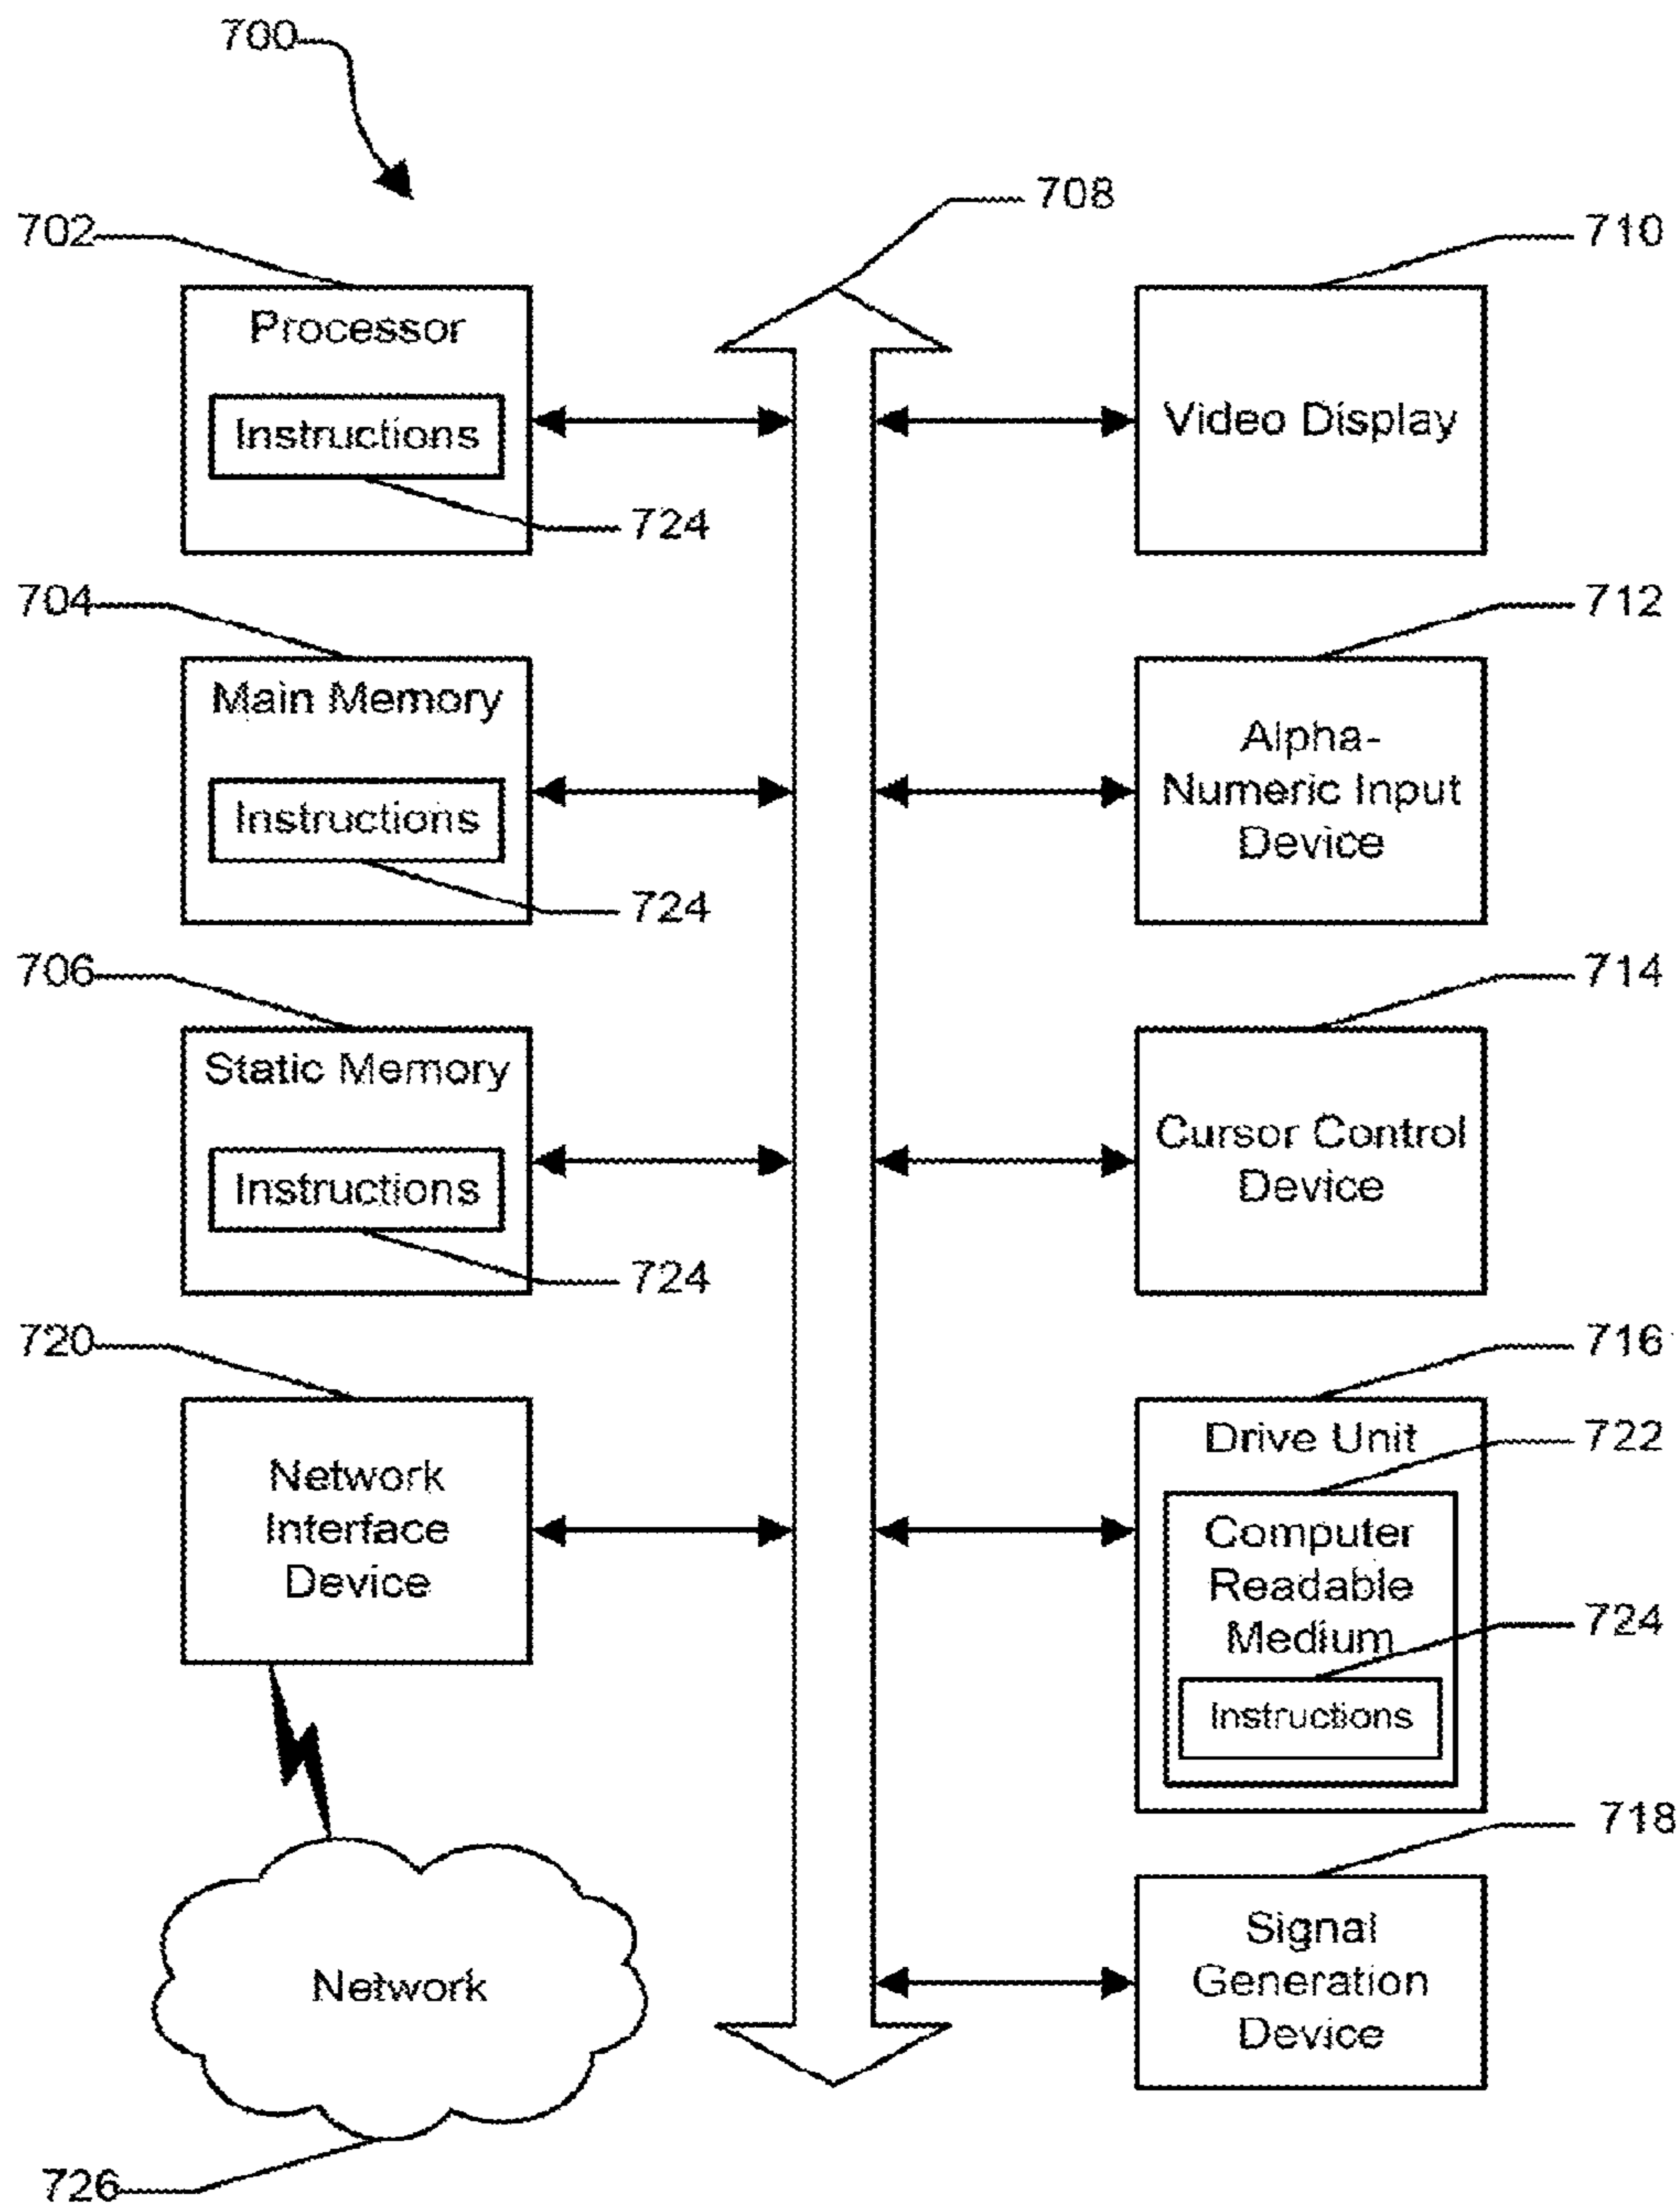 700
708
702
710
Processor
Instructions
724
Video Display
704
712
Main Memory
Instructions
724
Alpha-
Numeric Input
Device
706
714
Static Memory
Instructions
724
Cursor Control
Device
720
716
Network
Interface
Device
Drive Unit
722
Computer
Readable
Medium
724
Instructions
718
Signal
Generation
Device
Network
726